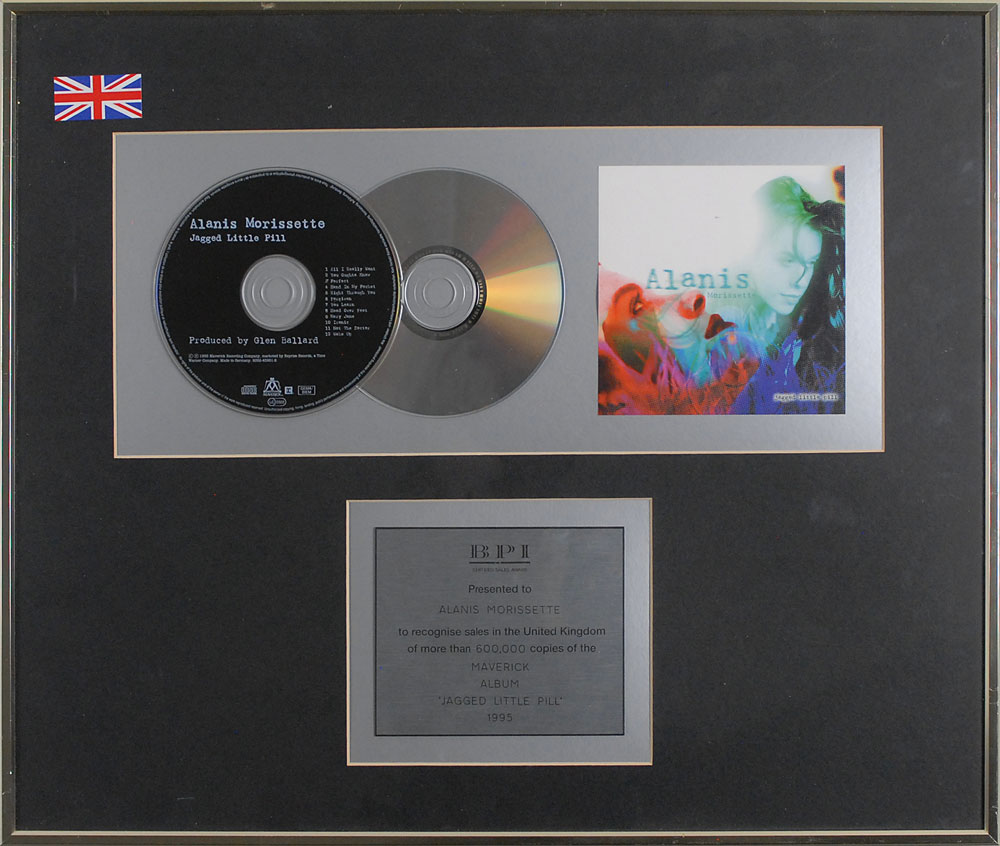 Alanis Morissette
Jagged Little Pill
1 All I Really Want
2 You Oughta Know
3 Perfect
4 Hand In My Pocket
5 Right Through You
6 Forgiven
7 You Learn
8 Head Over Feet
9 Mary Jane
10 Ironic
11 Not The Doctor
12 Wake Up
Produced by Glen Ballard
Alanis
Morissette
jagged little pill
BPI
CERTIFIED SALES AWARD
Presented to
ALANIS MORISSETTE
to recognise sales in the United Kingdom
of more than 600,000 copies of the
MAVERICK
ALBUM
'JAGGED LITTLE PILL'
1995